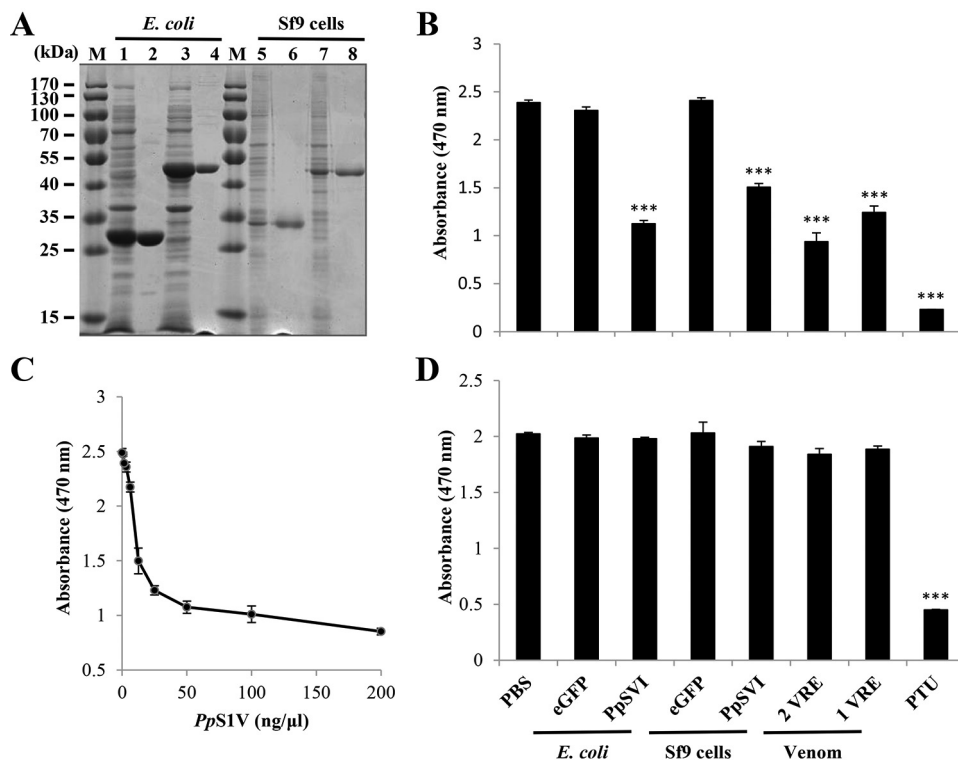 A
E. coli
Sf9 cells
(kDa) M 1 2 3 4 M 5 6 7 8
170
130
100
70
55
40
35
25
15
B
Absorbance (470 nm)
3
2.5
2
1.5
1
0.5
0
***
***
***
***
***
C
Absorbance (470 nm)
3
2.5
2
1.5
1
0.5
0 50 100 150 200
PpS1V (ng/µl)
D
Absorbance (470 nm)
2.5
2
1.5
1
0.5
0
***
PBS eGFP PpSVI eGFP PpSVI 2 VRE 1 VRE PTU
E. coli Sf9 cells Venom